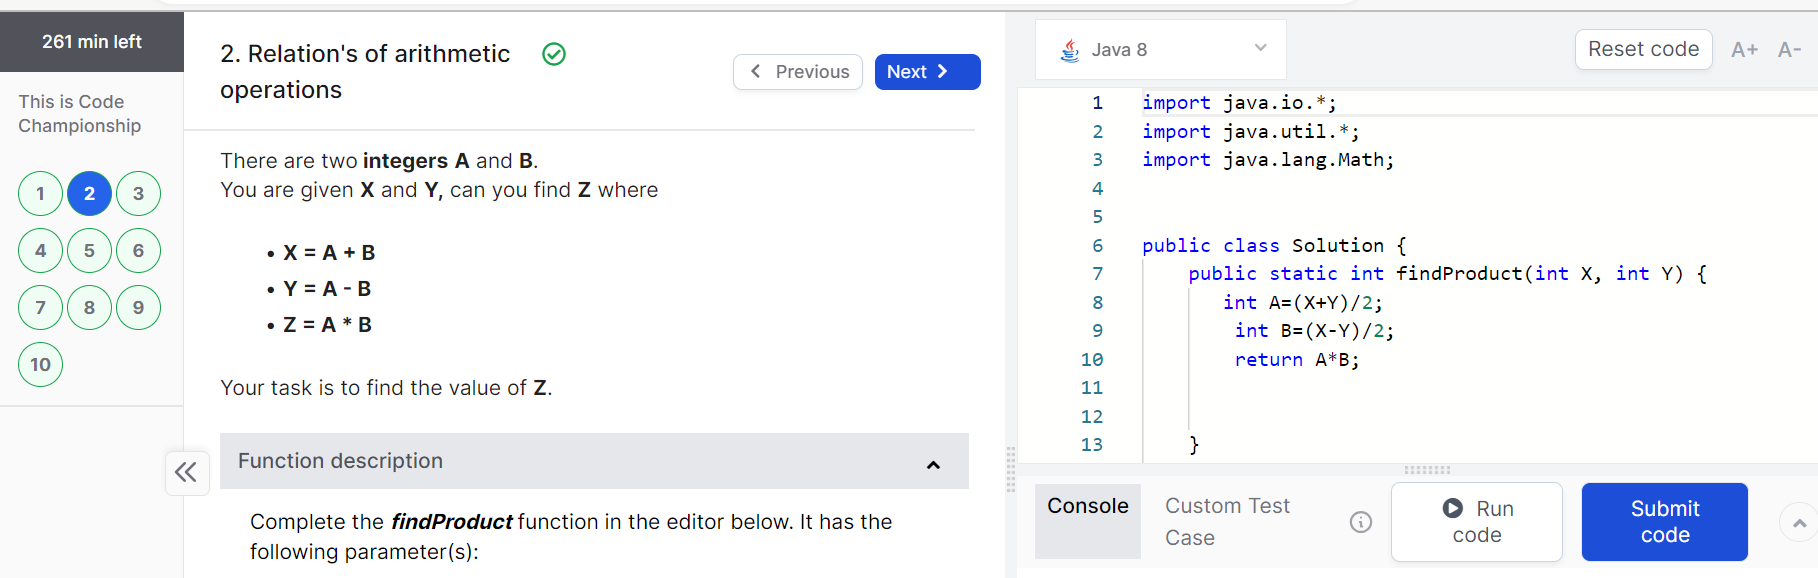 261 min left
This is Code
Championship
1 2 3
4 5 6
7 8 9
10
2. Relation's of arithmetic
operations
Previous
Next
There are two integers A and B.
You are given X and Y, can you find Z where
• X = A + B
• Y = A - B
• Z = A * B
Your task is to find the value of Z.
Function description
Complete the findProduct function in the editor below. It has the
following parameter(s):
Java 8
Reset code
A+ A-
1 import java.io.*;
2 import java.util.*;
3 import java.lang.Math;
4
5
6 public class Solution {
7 public static int findProduct(int X, int Y) {
8 int A=(X+Y)/2;
9 int B=(X-Y)/2;
10 return A*B;
11
12
13 }
Console
Custom Test
Case
Run
code
Submit
code